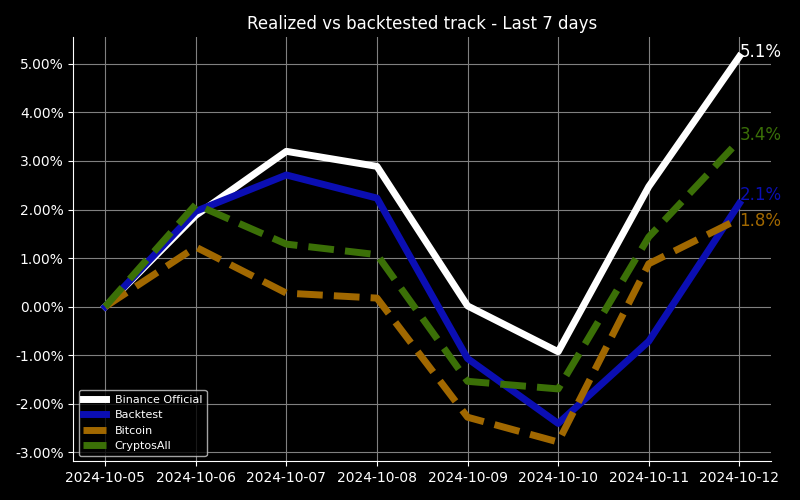 Realized vs backtested track - Last 7 days
5.00%
4.00%
3.00%
2.00%
1.00%
0.00%
-1.00%
-2.00%
-3.00%
5.1%
3.4%
2.1%
1.8%
Binance Official
Backtest
Bitcoin
CryptosAll
2024-10-05 2024-10-06 2024-10-07 2024-10-08 2024-10-09 2024-10-10 2024-10-11 2024-10-12